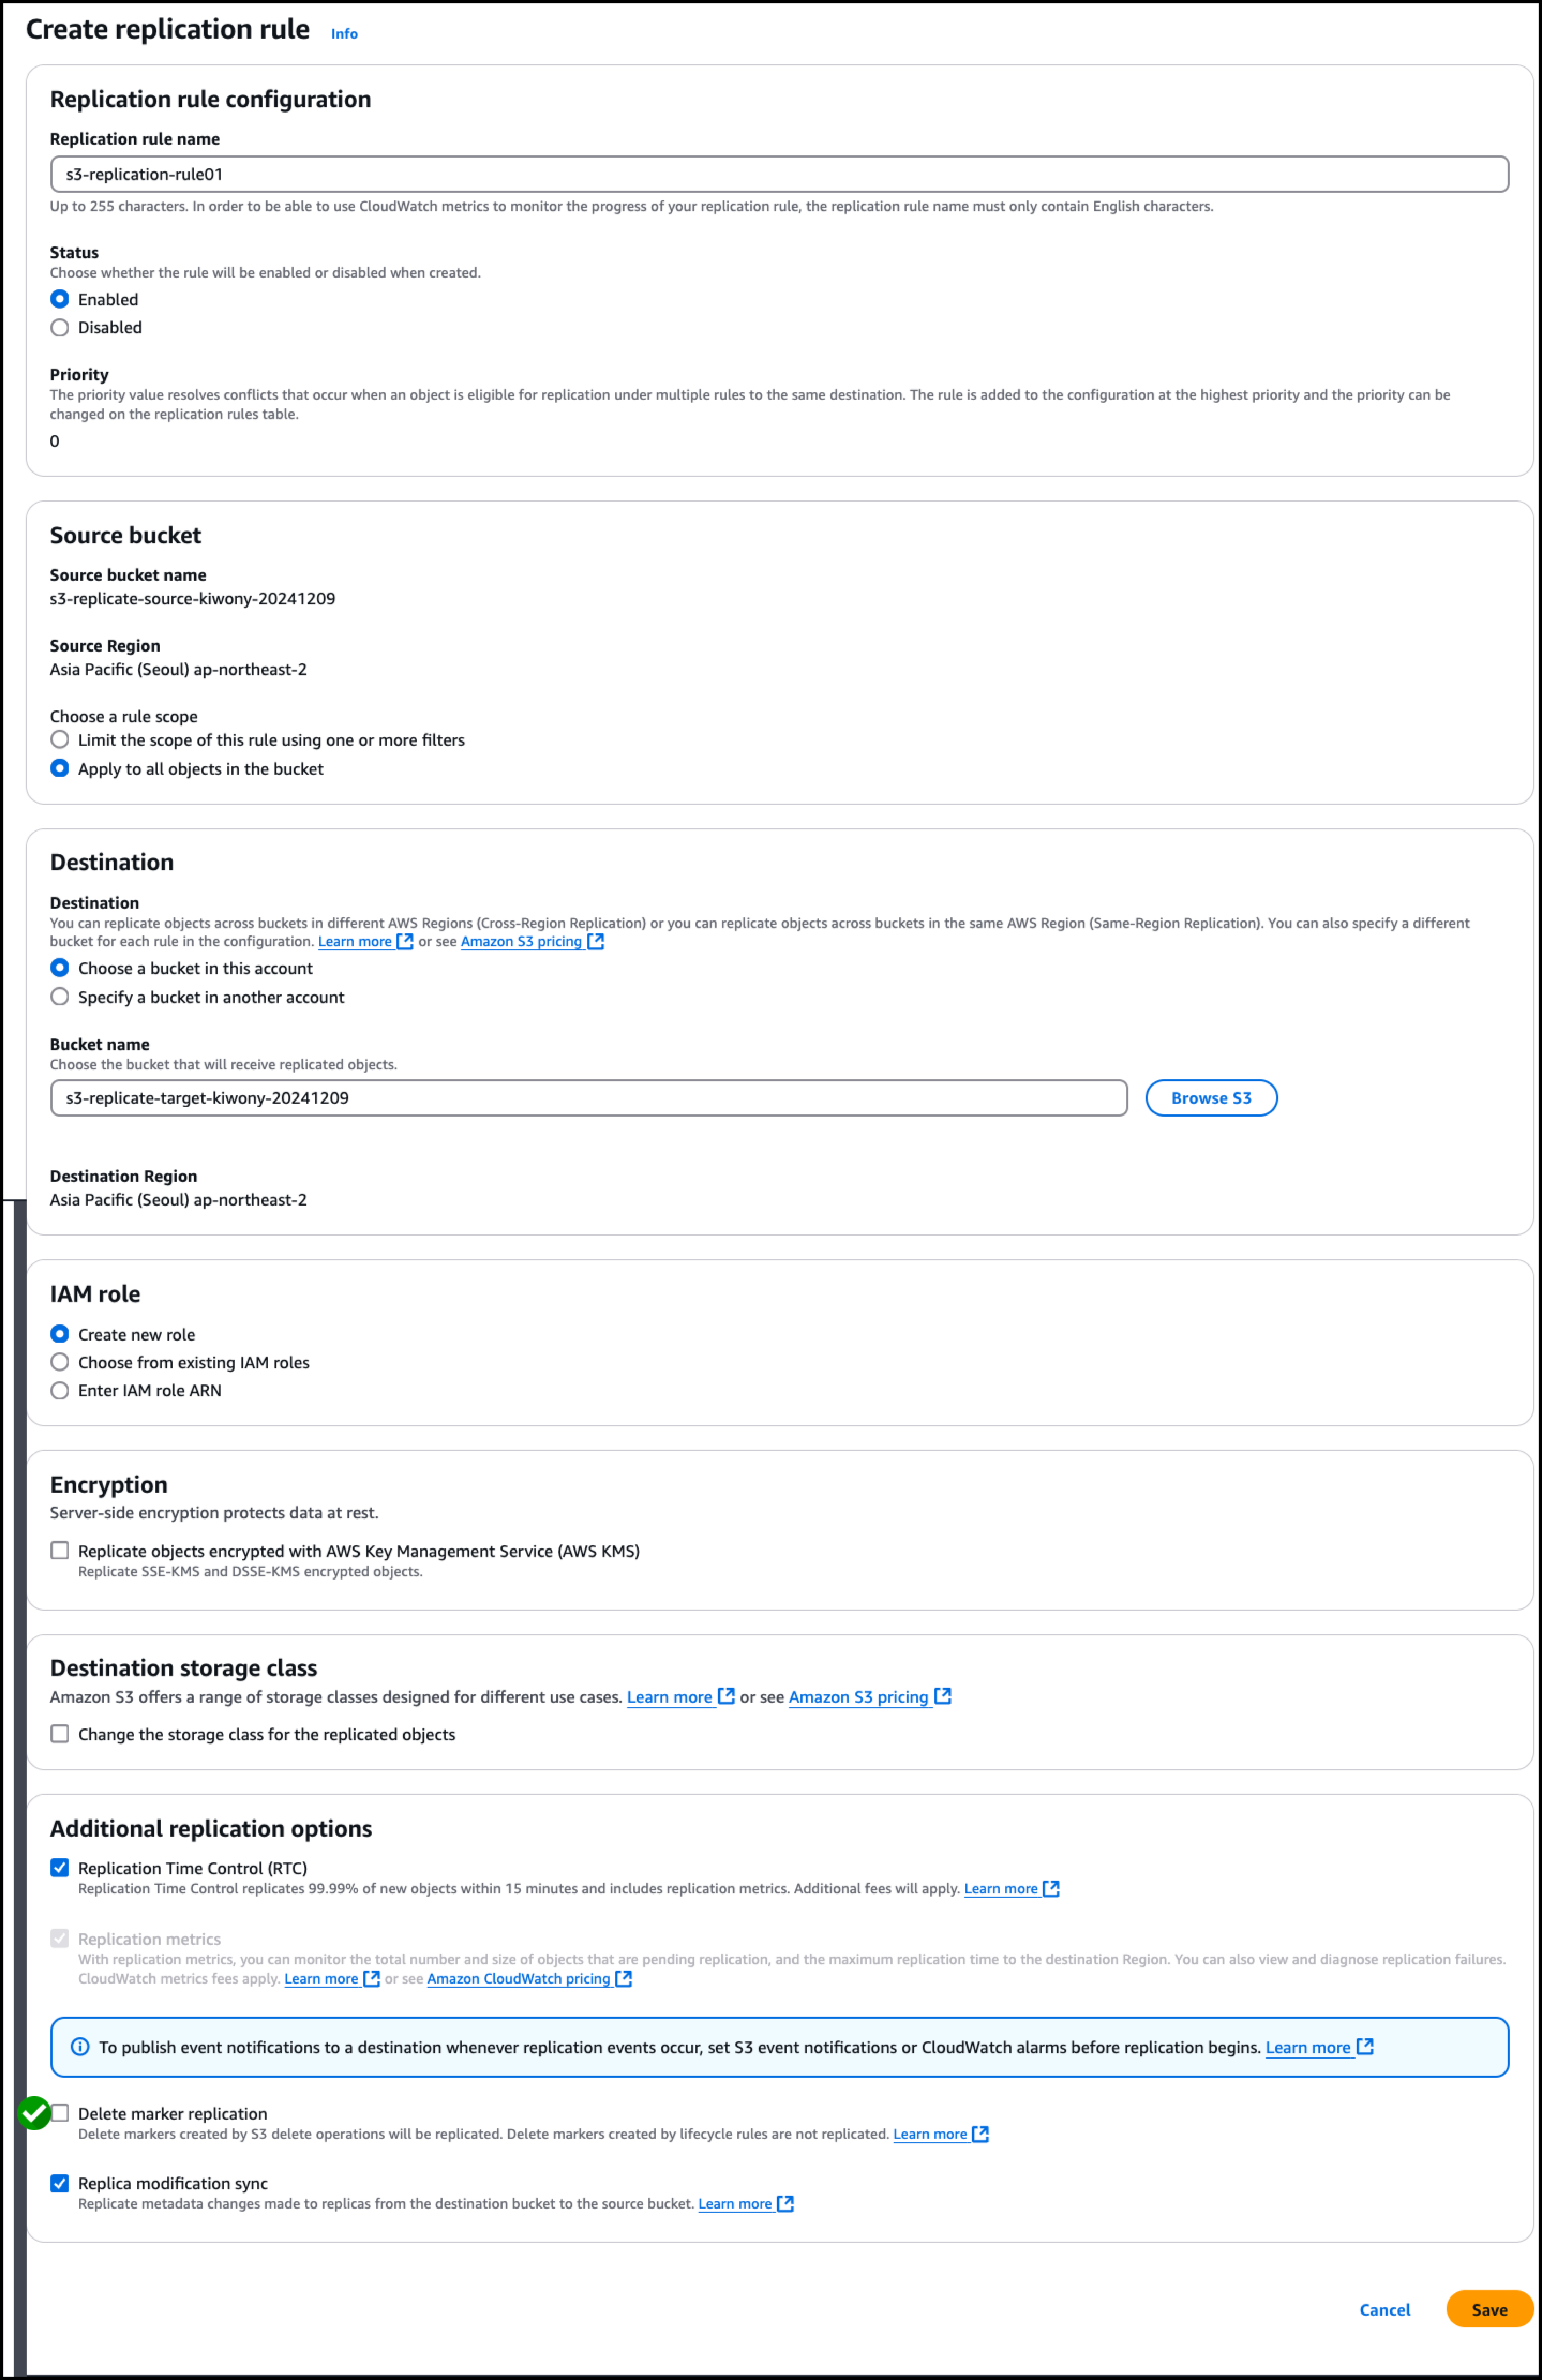 Create replication rule Info
Replication rule configuration
Replication rule name
s3-replication-rule01
Up to 255 characters. In order to be able to use CloudWatch metrics to monitor the progress of your replication rule, the replication rule name must only contain English characters.
Status
Choose whether the rule will be enabled or disabled when created.
Enabled
Disabled
Priority
The priority value resolves conflicts that occur when an object is eligible for replication under multiple rules to the same destination. The rule is added to the configuration at the highest priority and the priority can be
changed on the replication rules table.
0
Source bucket
Source bucket name
s3-replicate-source-kiwony-20241209
Source Region
Asia Pacific (Seoul) ap-northeast-2
Choose a rule scope
Limit the scope of this rule using one or more filters
Apply to all objects in the bucket
Destination
Destination
You can replicate objects across buckets in different AWS Regions (Cross-Region Replication) or you can replicate objects across buckets in the same AWS Region (Same-Region Replication). You can also specify a different
bucket for each rule in the configuration. Learn more or see Amazon S3 pricing
Choose a bucket in this account
Specify a bucket in another account
Bucket name
Choose the bucket that will receive replicated objects.
s3-replicate-target-kiwony-20241209 Browse S3
Destination Region
Asia Pacific (Seoul) ap-northeast-2
IAM role
Create new role
Choose from existing IAM roles
Enter IAM role ARN
Encryption
Server-side encryption protects data at rest.
Replicate objects encrypted with AWS Key Management Service (AWS KMS)
Replicate SSE-KMS and DSSE-KMS encrypted objects.
Destination storage class
Amazon S3 offers a range of storage classes designed for different use cases. Learn more or see Amazon S3 pricing
Change the storage class for the replicated objects
Additional replication options
Replication Time Control (RTC)
Replication Time Control replicates 99.99% of new objects within 15 minutes and includes replication metrics. Additional fees will apply. Learn more
Replication metrics
With replication metrics, you can monitor the total number and size of objects that are pending replication, and the maximum replication time to the destination Region. You can also view and diagnose replication failures.
CloudWatch metrics fees apply. Learn more or see Amazon CloudWatch pricing
To publish event notifications to a destination whenever replication events occur, set S3 event notifications or CloudWatch alarms before replication begins. Learn more
Delete marker replication
Delete markers created by S3 delete operations will be replicated. Delete markers created by lifecycle rules are not replicated. Learn more
Replica modification sync
Replicate metadata changes made to replicas from the destination bucket to the source bucket. Learn more
Cancel Save